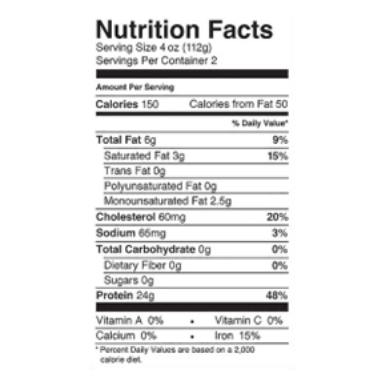 Nutrition Facts
Serving Size 4 oz (112g)
Servings Per Container 2
Amount Per Serving
Calories 150 Calories from Fat 50
% Daily Value*
Total Fat 6g 9%
Saturated Fat 3g 15%
Trans Fat 0g
Polyunsaturated Fat 0g
Monounsaturated Fat 2.5g
Cholesterol 60mg 20%
Sodium 65mg 3%
Total Carbohydrate 0g 0%
Dietary Fiber 0g 0%
Sugars 0g
Protein 24g 48%
Vitamin A 0% • Vitamin C 0%
Calcium 0% • Iron 15%
* Percent Daily Values are based on a 2,000
calorie diet.